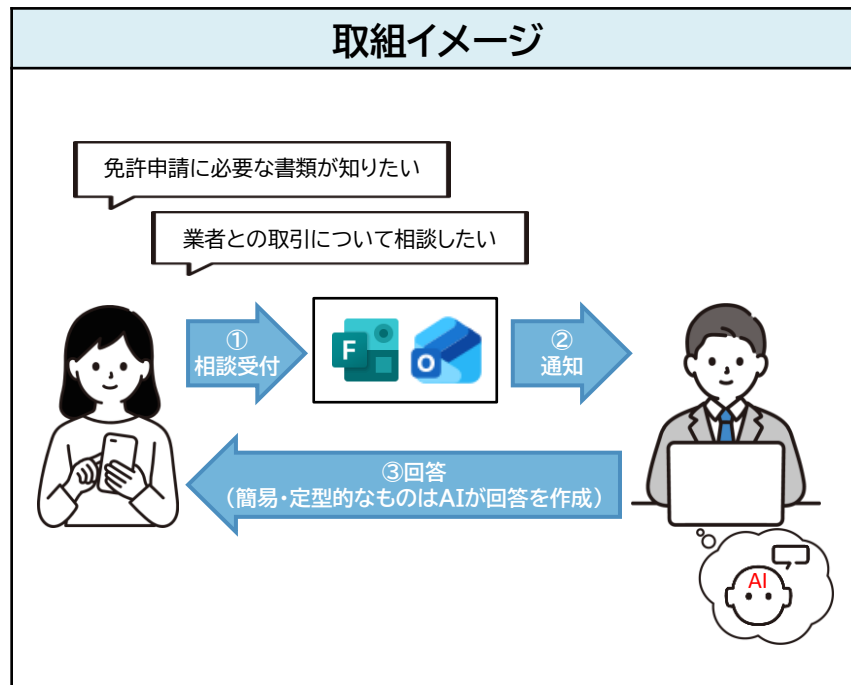 取組イメージ
免許申請に必要な書類が知りたい
業者との取引について相談したい
①
相談受付
F
O
②
通知
③回答
（簡易・定型的なものはAIが回答を作成）
AI